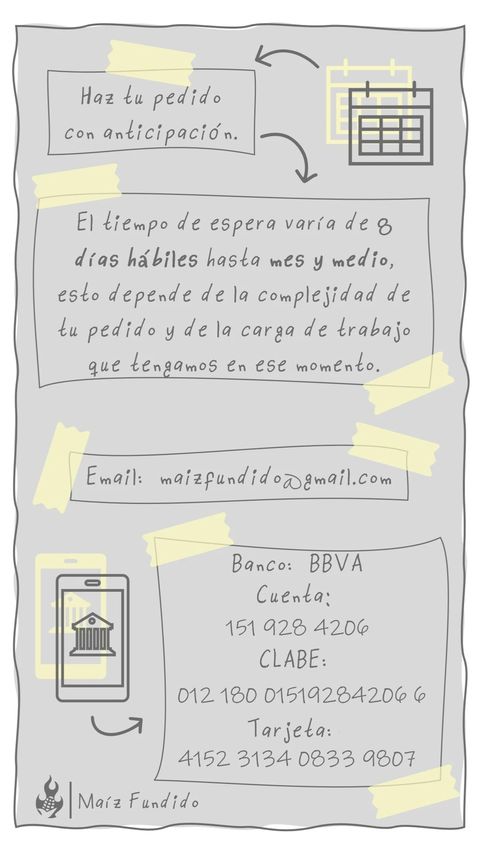 Haz tu pedido
con anticipación.
El tiempo de espera varía de 8
días hábiles hasta mes y medio,
esto depende de la complejidad de
tu pedido y de la carga de trabajo
que tengamos en ese momento.
Email: maizfundido@gmail.com
Banco: BBVA
Cuenta:
151 928 4206
CLABE:
012 180 01519284206 6
Tarjeta:
4152 3134 0833 9807
Maíz Fundido